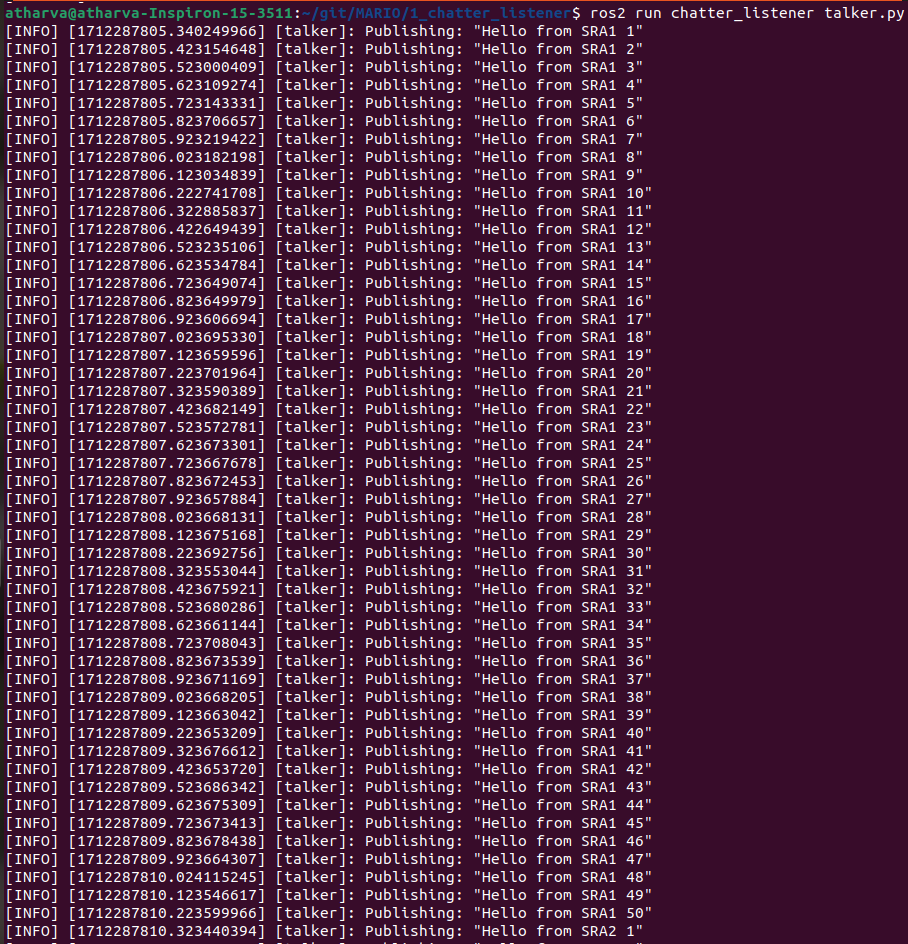 atharva@atharva-Inspiron-15-3511:~/git/MARIO/1_chatter_listener$ ros2 run chatter_listener talker.py
[INFO] [1712287805.340249966] [talker]: Publishing: "Hello from SRA1 1"
[INFO] [1712287805.423154648] [talker]: Publishing: "Hello from SRA1 2"
[INFO] [1712287805.523000409] [talker]: Publishing: "Hello from SRA1 3"
[INFO] [1712287805.623109274] [talker]: Publishing: "Hello from SRA1 4"
[INFO] [1712287805.723143331] [talker]: Publishing: "Hello from SRA1 5"
[INFO] [1712287805.823706657] [talker]: Publishing: "Hello from SRA1 6"
[INFO] [1712287805.923219422] [talker]: Publishing: "Hello from SRA1 7"
[INFO] [1712287806.023182198] [talker]: Publishing: "Hello from SRA1 8"
[INFO] [1712287806.123034839] [talker]: Publishing: "Hello from SRA1 9"
[INFO] [1712287806.222741708] [talker]: Publishing: "Hello from SRA1 10"
[INFO] [1712287806.322885837] [talker]: Publishing: "Hello from SRA1 11"
[INFO] [1712287806.422649439] [talker]: Publishing: "Hello from SRA1 12"
[INFO] [1712287806.523235106] [talker]: Publishing: "Hello from SRA1 13"
[INFO] [1712287806.623534784] [talker]: Publishing: "Hello from SRA1 14"
[INFO] [1712287806.723649074] [talker]: Publishing: "Hello from SRA1 15"
[INFO] [1712287806.823649979] [talker]: Publishing: "Hello from SRA1 16"
[INFO] [1712287806.923606694] [talker]: Publishing: "Hello from SRA1 17"
[INFO] [1712287807.023695330] [talker]: Publishing: "Hello from SRA1 18"
[INFO] [1712287807.123659596] [talker]: Publishing: "Hello from SRA1 19"
[INFO] [1712287807.223701964] [talker]: Publishing: "Hello from SRA1 20"
[INFO] [1712287807.323590389] [talker]: Publishing: "Hello from SRA1 21"
[INFO] [1712287807.423682149] [talker]: Publishing: "Hello from SRA1 22"
[INFO] [1712287807.523572781] [talker]: Publishing: "Hello from SRA1 23"
[INFO] [1712287807.623673301] [talker]: Publishing: "Hello from SRA1 24"
[INFO] [1712287807.723667678] [talker]: Publishing: "Hello from SRA1 25"
[INFO] [1712287807.823672453] [talker]: Publishing: "Hello from SRA1 26"
[INFO] [1712287807.923657884] [talker]: Publishing: "Hello from SRA1 27"
[INFO] [1712287808.023668131] [talker]: Publishing: "Hello from SRA1 28"
[INFO] [1712287808.123675168] [talker]: Publishing: "Hello from SRA1 29"
[INFO] [1712287808.223692756] [talker]: Publishing: "Hello from SRA1 30"
[INFO] [1712287808.323553044] [talker]: Publishing: "Hello from SRA1 31"
[INFO] [1712287808.423675921] [talker]: Publishing: "Hello from SRA1 32"
[INFO] [1712287808.523680286] [talker]: Publishing: "Hello from SRA1 33"
[INFO] [1712287808.623661144] [talker]: Publishing: "Hello from SRA1 34"
[INFO] [1712287808.723708043] [talker]: Publishing: "Hello from SRA1 35"
[INFO] [1712287808.823673539] [talker]: Publishing: "Hello from SRA1 36"
[INFO] [1712287808.923671169] [talker]: Publishing: "Hello from SRA1 37"
[INFO] [1712287809.023668205] [talker]: Publishing: "Hello from SRA1 38"
[INFO] [1712287809.123663042] [talker]: Publishing: "Hello from SRA1 39"
[INFO] [1712287809.223653209] [talker]: Publishing: "Hello from SRA1 40"
[INFO] [1712287809.323676612] [talker]: Publishing: "Hello from SRA1 41"
[INFO] [1712287809.423653720] [talker]: Publishing: "Hello from SRA1 42"
[INFO] [1712287809.523686342] [talker]: Publishing: "Hello from SRA1 43"
[INFO] [1712287809.623675309] [talker]: Publishing: "Hello from SRA1 44"
[INFO] [1712287809.723673413] [talker]: Publishing: "Hello from SRA1 45"
[INFO] [1712287809.823678438] [talker]: Publishing: "Hello from SRA1 46"
[INFO] [1712287809.923664307] [talker]: Publishing: "Hello from SRA1 47"
[INFO] [1712287810.024115245] [talker]: Publishing: "Hello from SRA1 48"
[INFO] [1712287810.123546617] [talker]: Publishing: "Hello from SRA1 49"
[INFO] [1712287810.223599966] [talker]: Publishing: "Hello from SRA1 50"
[INFO] [1712287810.323440394] [talker]: Publishing: "Hello from SRA2 1"